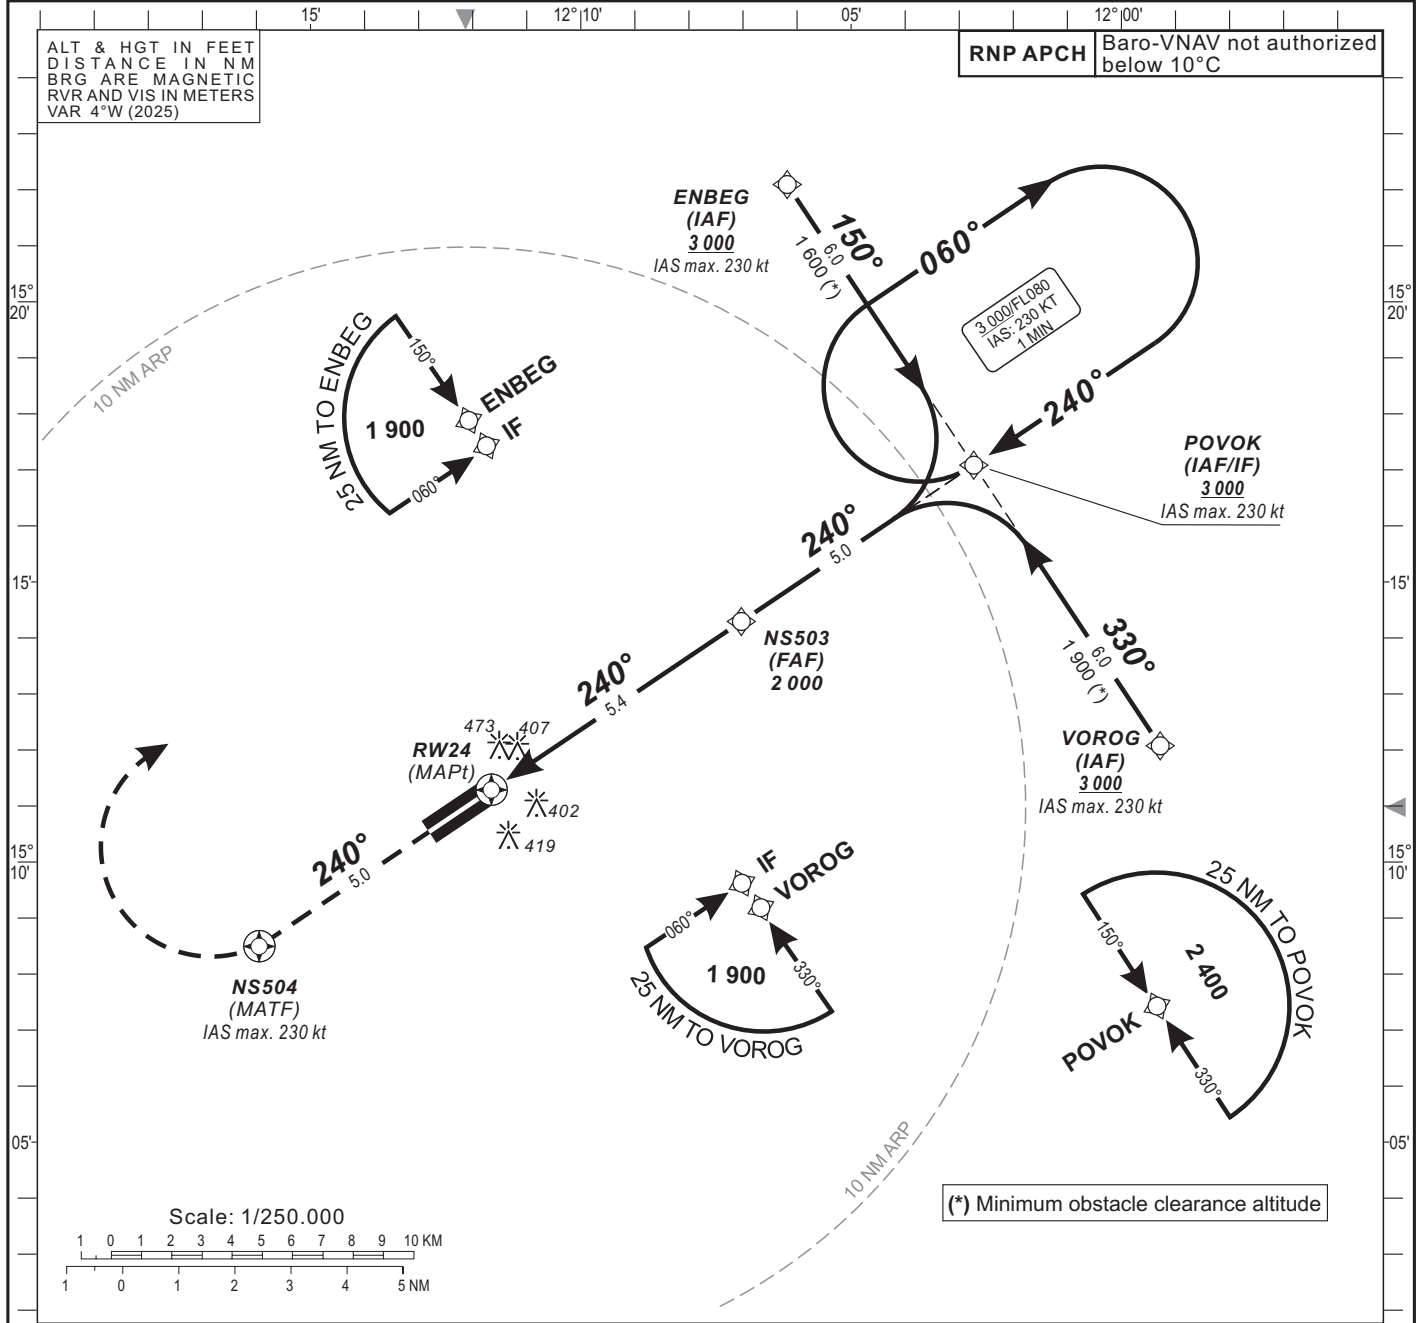 15'
12°10'
05'
12°00'
ALT & HGT IN FEET
DISTANCE IN NM
BRG ARE MAGNETIC
RVR AND VIS IN METERS
VAR 4°W (2025)
RNP APCH
Baro-VNAV not authorized
below 10°C
ENBEG
(IAF)
3 000
IAS max. 230 kt
150°
6.0
1 600 (*)
060°
3 000/FL080
IAS: 230 KT
1 MIN
240°
15°
20'
15°
20'
10 NM ARP
25 NM TO ENBEG
150°
1 900
060°
ENBEG
IF
POVOK
(IAF/IF)
3 000
IAS max. 230 kt
240°
5.0
15'
15'
NS503
(FAF)
2 000
330°
6.0
1 900 (*)
240°
5.4
473
407
RW24
(MAPt)
402
419
VOROG
(IAF)
3 000
IAS max. 230 kt
240°
5.0
15°
10'
15°
10'
NS504
(MATF)
IAS max. 230 kt
IF
VOROG
060°
1 900
330°
25 NM TO VOROG
25 NM TO POVOK
150°
2 400
POVOK
330°
05'
05'
10 NM ARP
(*) Minimum obstacle clearance altitude
Scale: 1/250.000
1 0 1 2 3 4 5 6 7 8 9 10 KM
1 0 1 2 3 4 5 NM